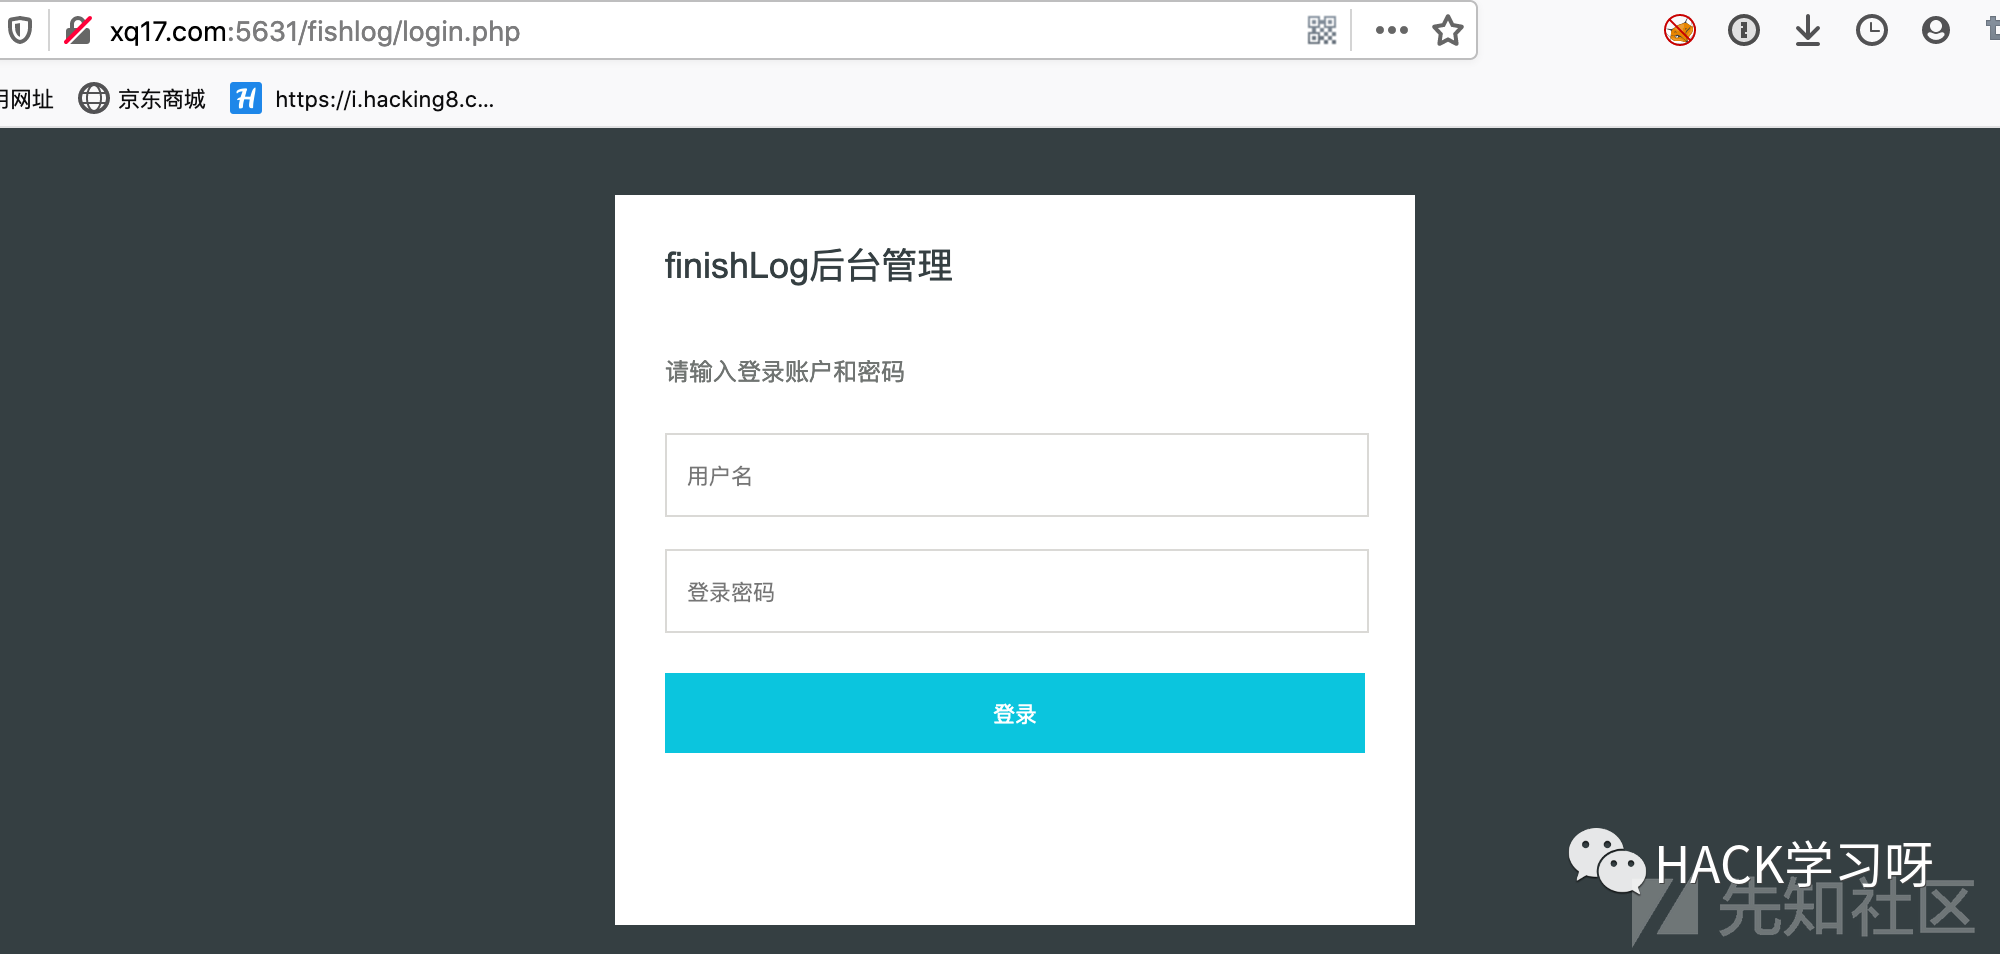 xq17.com:5631/fishlog/login.php
用网址 京东商城 H https://i.hacking8.c...
finishLog后台管理
请输入登录账户和密码
用户名
登录密码
登录
HACK学习呀
先知社区